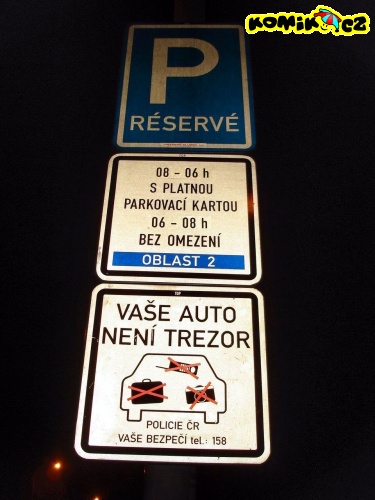 KOMIK.CZ
P
RÉSERVÉ
08 - 06 h
S PLATNOU
PARKOVACÍ KARTOU
06 - 08 h
BEZ OMEZENÍ
OBLAST 2
VAŠE AUTO
NENÍ TREZOR
POLICIE ČR
VAŠE BEZPEČÍ tel.: 158